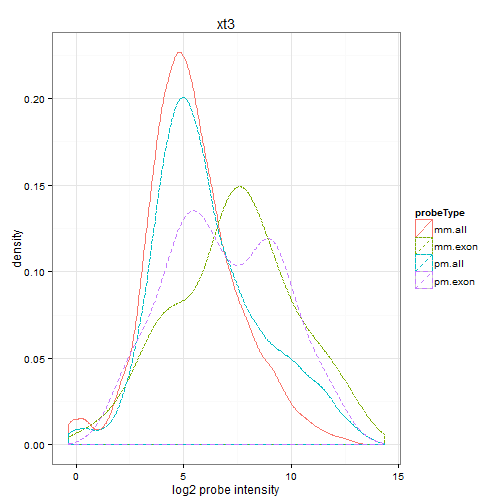 xt3
0.20
0.15
0.10
0.05
0.00
density
0
5
10
15
log2 probe intensity
probeType
mm.all
mm.exon
pm.all
pm.exon